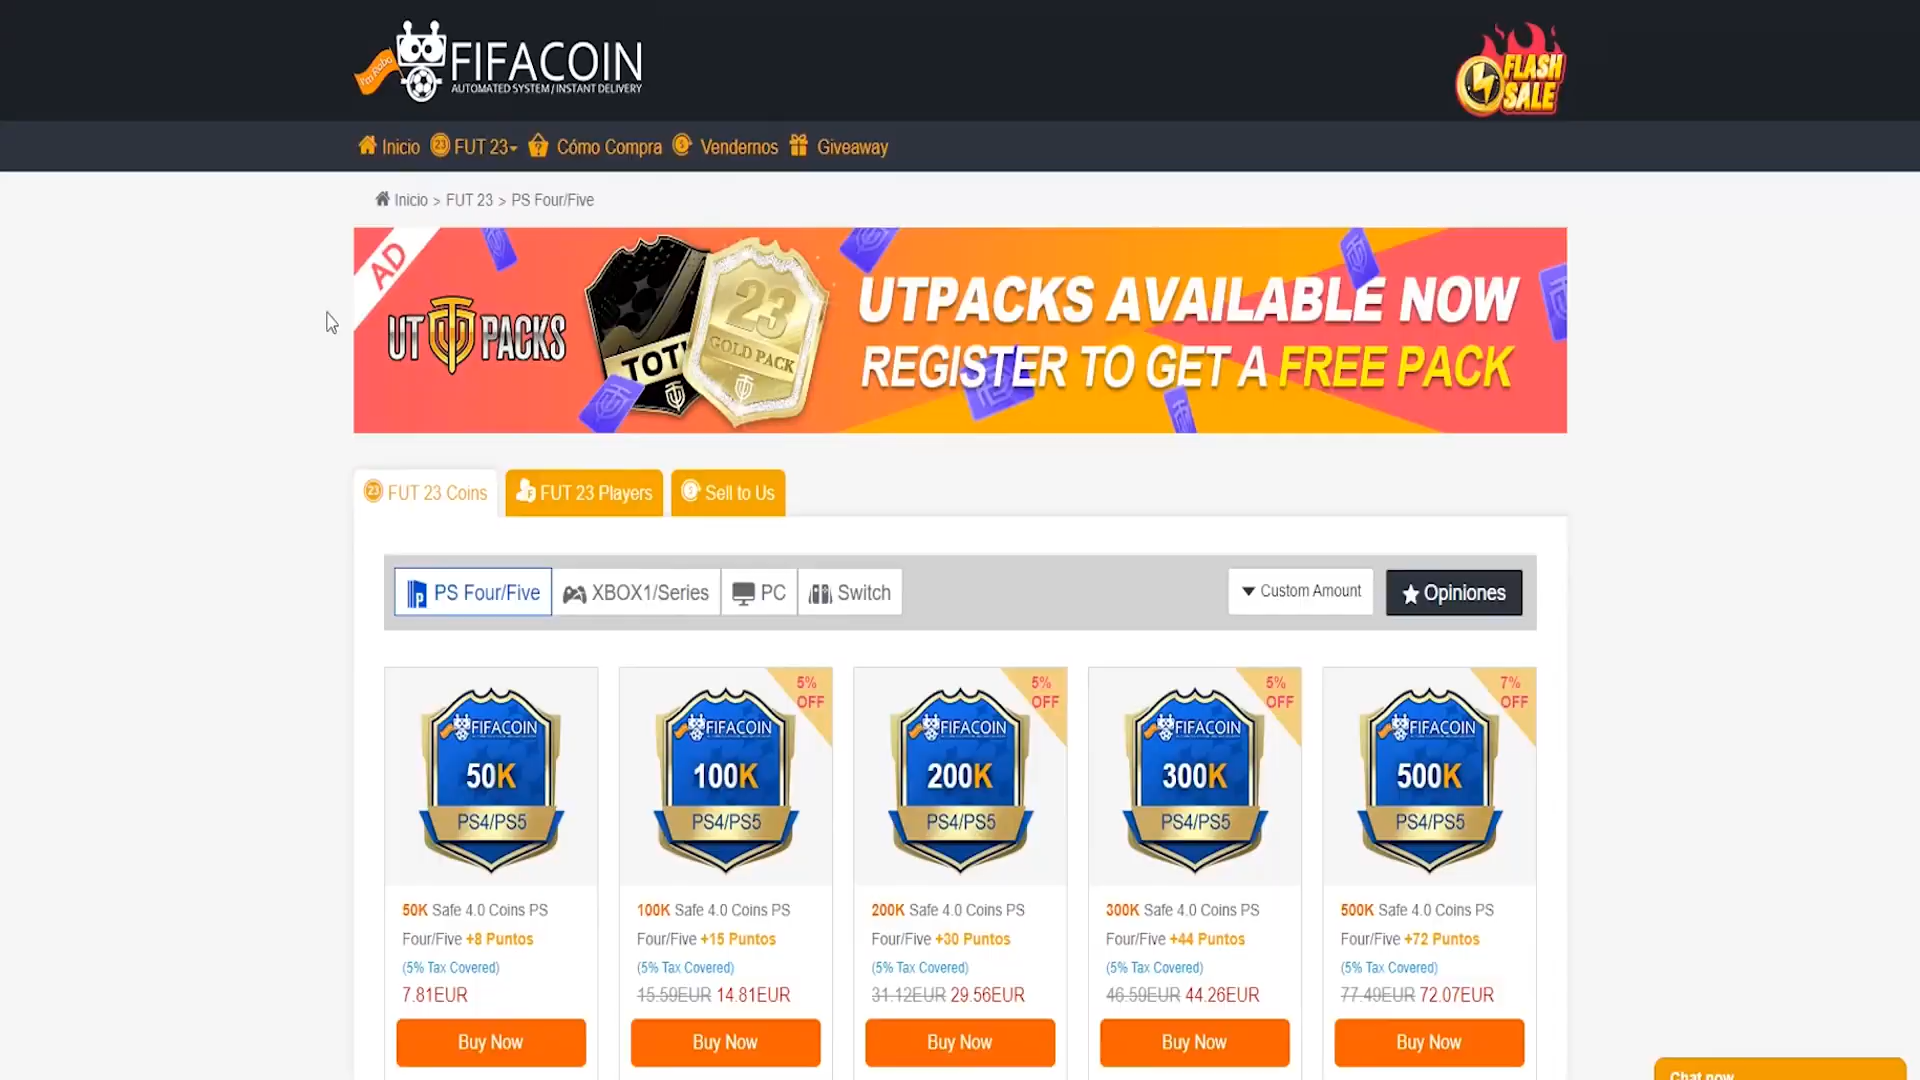 FIFACOIN
AUTOMATED SYSTEM / INSTANT DELIVERY
FLASH
SALE
Inicio FUT 23 Cómo Compra Vendernos Giveaway
Inicio > FUT 23 > PS Four/Five
AD
UT PACKS
23
GOLD PACK
UTPACKS AVAILABLE NOW
REGISTER TO GET A FREE PACK
FUT 23 Coins FUT 23 Players Sell to Us
PS Four/Five XBOX1/Series PC Switch Custom Amount Opiniones
5% OFF 5% OFF 5% OFF 7% OFF
FIFACOIN FIFACOIN FIFACOIN FIFACOIN FIFACOIN
50K 100K 200K 300K 500K
PS4/PS5 PS4/PS5 PS4/PS5 PS4/PS5 PS4/PS5
50K Safe 4.0 Coins PS
Four/Five +8 Puntos
(5% Tax Covered)
7.81EUR
Buy Now
100K Safe 4.0 Coins PS
Four/Five +15 Puntos
(5% Tax Covered)
15.59EUR 14.81EUR
Buy Now
200K Safe 4.0 Coins PS
Four/Five +30 Puntos
(5% Tax Covered)
31.12EUR 29.56EUR
Buy Now
300K Safe 4.0 Coins PS
Four/Five +44 Puntos
(5% Tax Covered)
46.59EUR 44.26EUR
Buy Now
500K Safe 4.0 Coins PS
Four/Five +72 Puntos
(5% Tax Covered)
77.49EUR 72.07EUR
Buy Now
Chat now